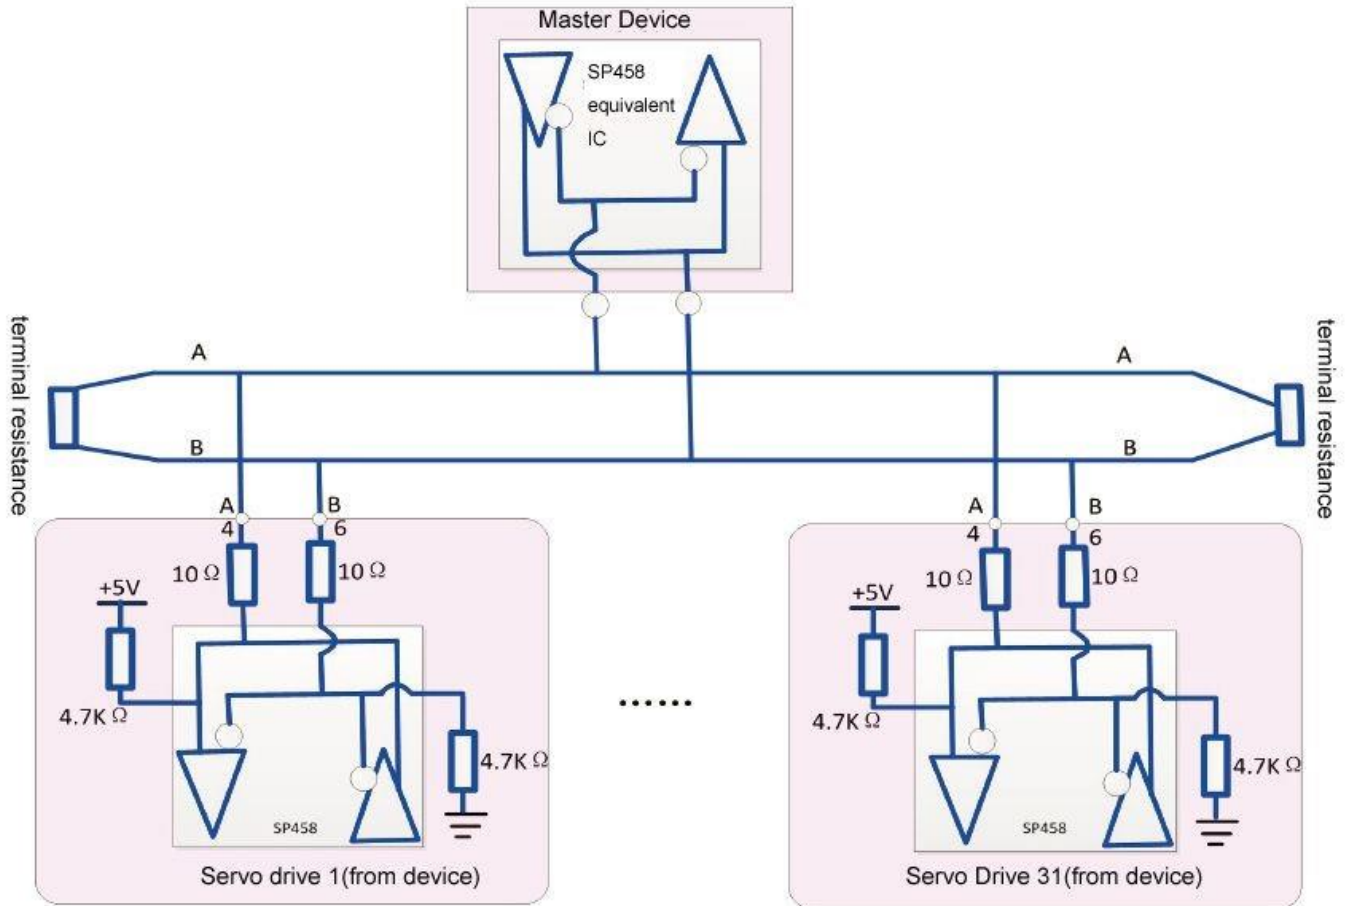 Master Device
SP458
equivalent
IC
terminal resistance
A
A
terminal resistance
B
B
A
B
4
6
10 Ω
10 Ω
+5V
4.7K Ω
4.7K Ω
SP458
Servo drive 1(from device)
......
A
B
4
6
10 Ω
10 Ω
+5V
4.7K Ω
4.7K Ω
SP458
Servo Drive 31(from device)